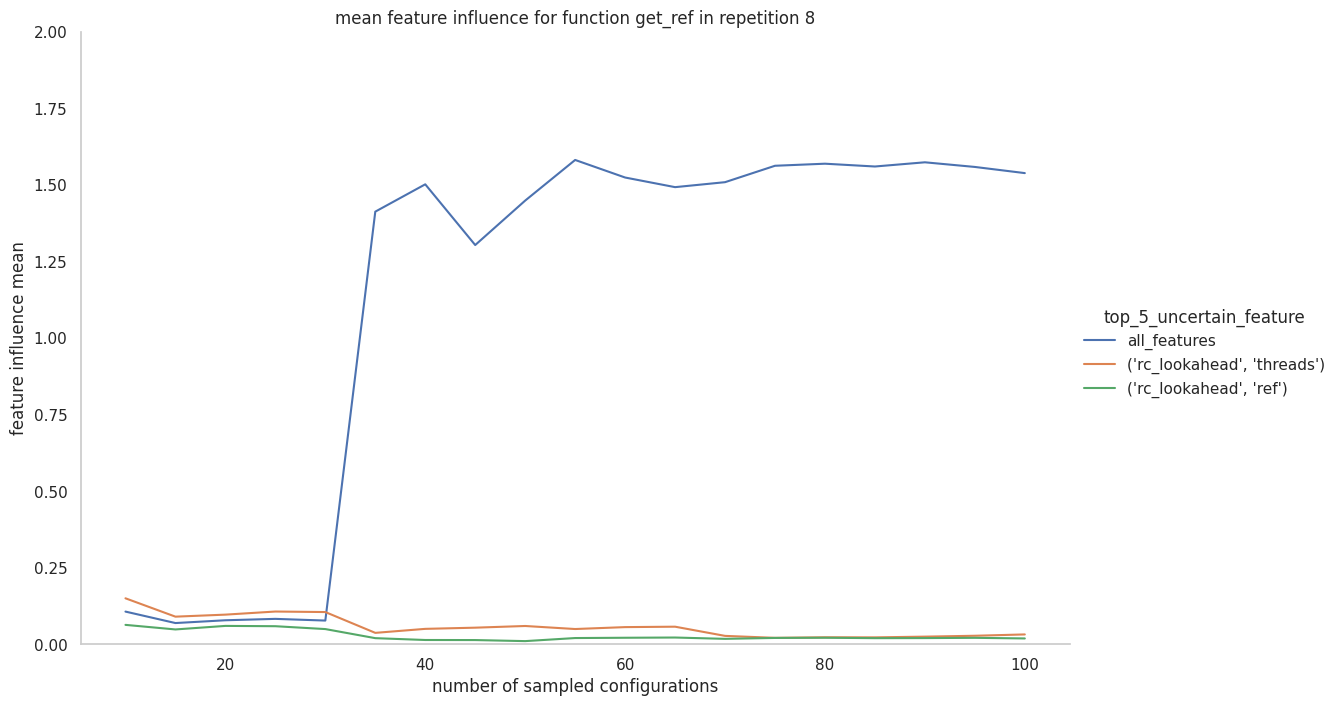 mean feature influence for function get_ref in repetition 8
2.00
1.75
1.50
1.25
1.00
0.75
0.50
0.25
0.00
feature influence mean
20
40
60
80
100
number of sampled configurations
top_5_uncertain_feature
all_features
('rc_lookahead', 'threads')
('rc_lookahead', 'ref')